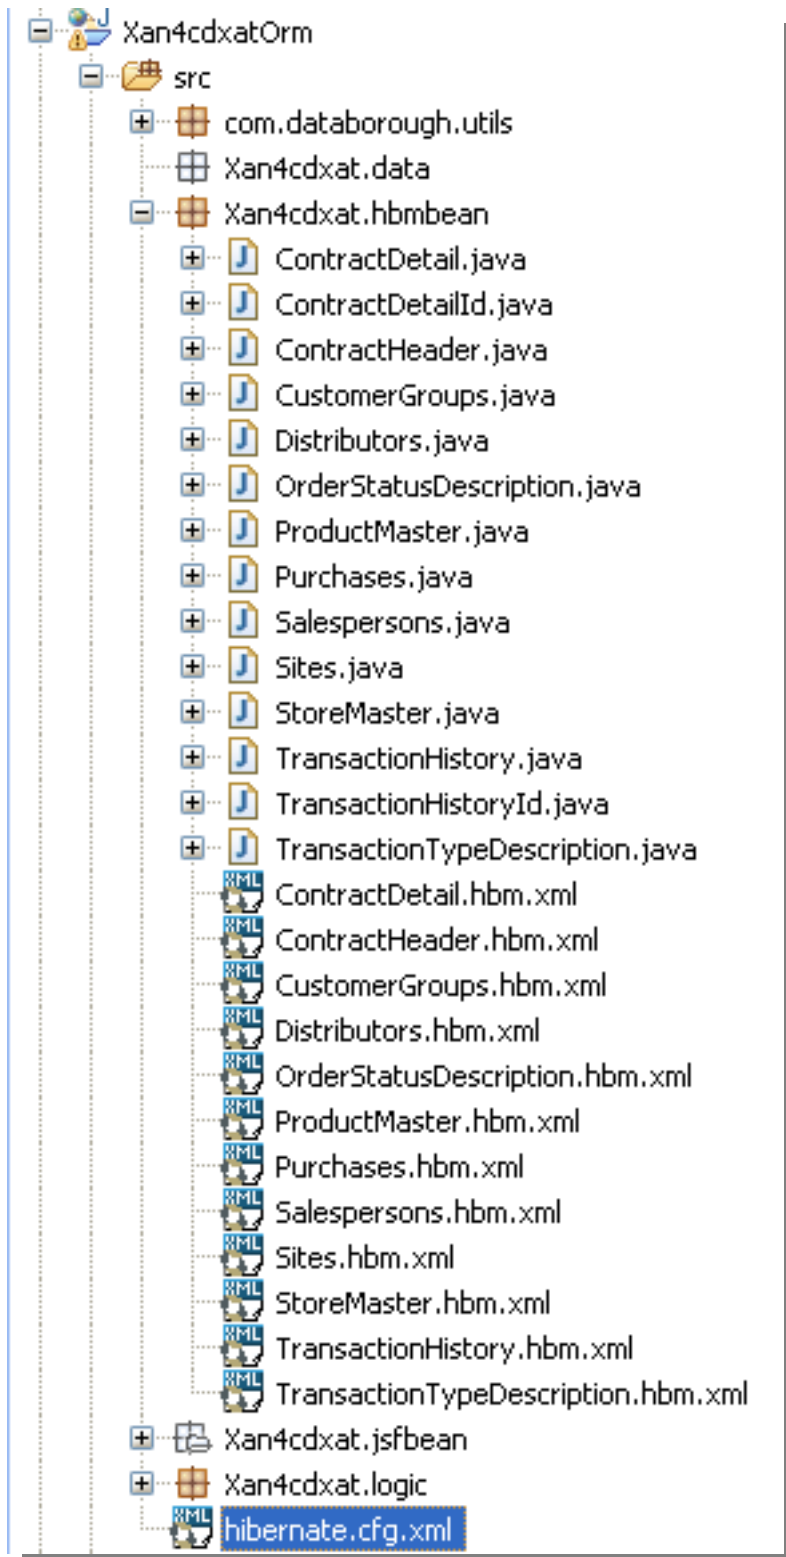 Xan4cdxatOrm
src
com.databorough.utils
Xan4cdxat.data
Xan4cdxat.hbmbean
ContractDetail.java
ContractDetailId.java
ContractHeader.java
CustomerGroups.java
Distributors.java
OrderStatusDescription.java
ProductMaster.java
Purchases.java
Salespersons.java
Sites.java
StoreMaster.java
TransactionHistory.java
TransactionHistoryId.java
TransactionTypeDescription.java
ContractDetail.hbm.xml
ContractHeader.hbm.xml
CustomerGroups.hbm.xml
Distributors.hbm.xml
OrderStatusDescription.hbm.xml
ProductMaster.hbm.xml
Purchases.hbm.xml
Salespersons.hbm.xml
Sites.hbm.xml
StoreMaster.hbm.xml
TransactionHistory.hbm.xml
TransactionTypeDescription.hbm.xml
Xan4cdxat.jsfbean
Xan4cdxat.logic
hibernate.cfg.xml